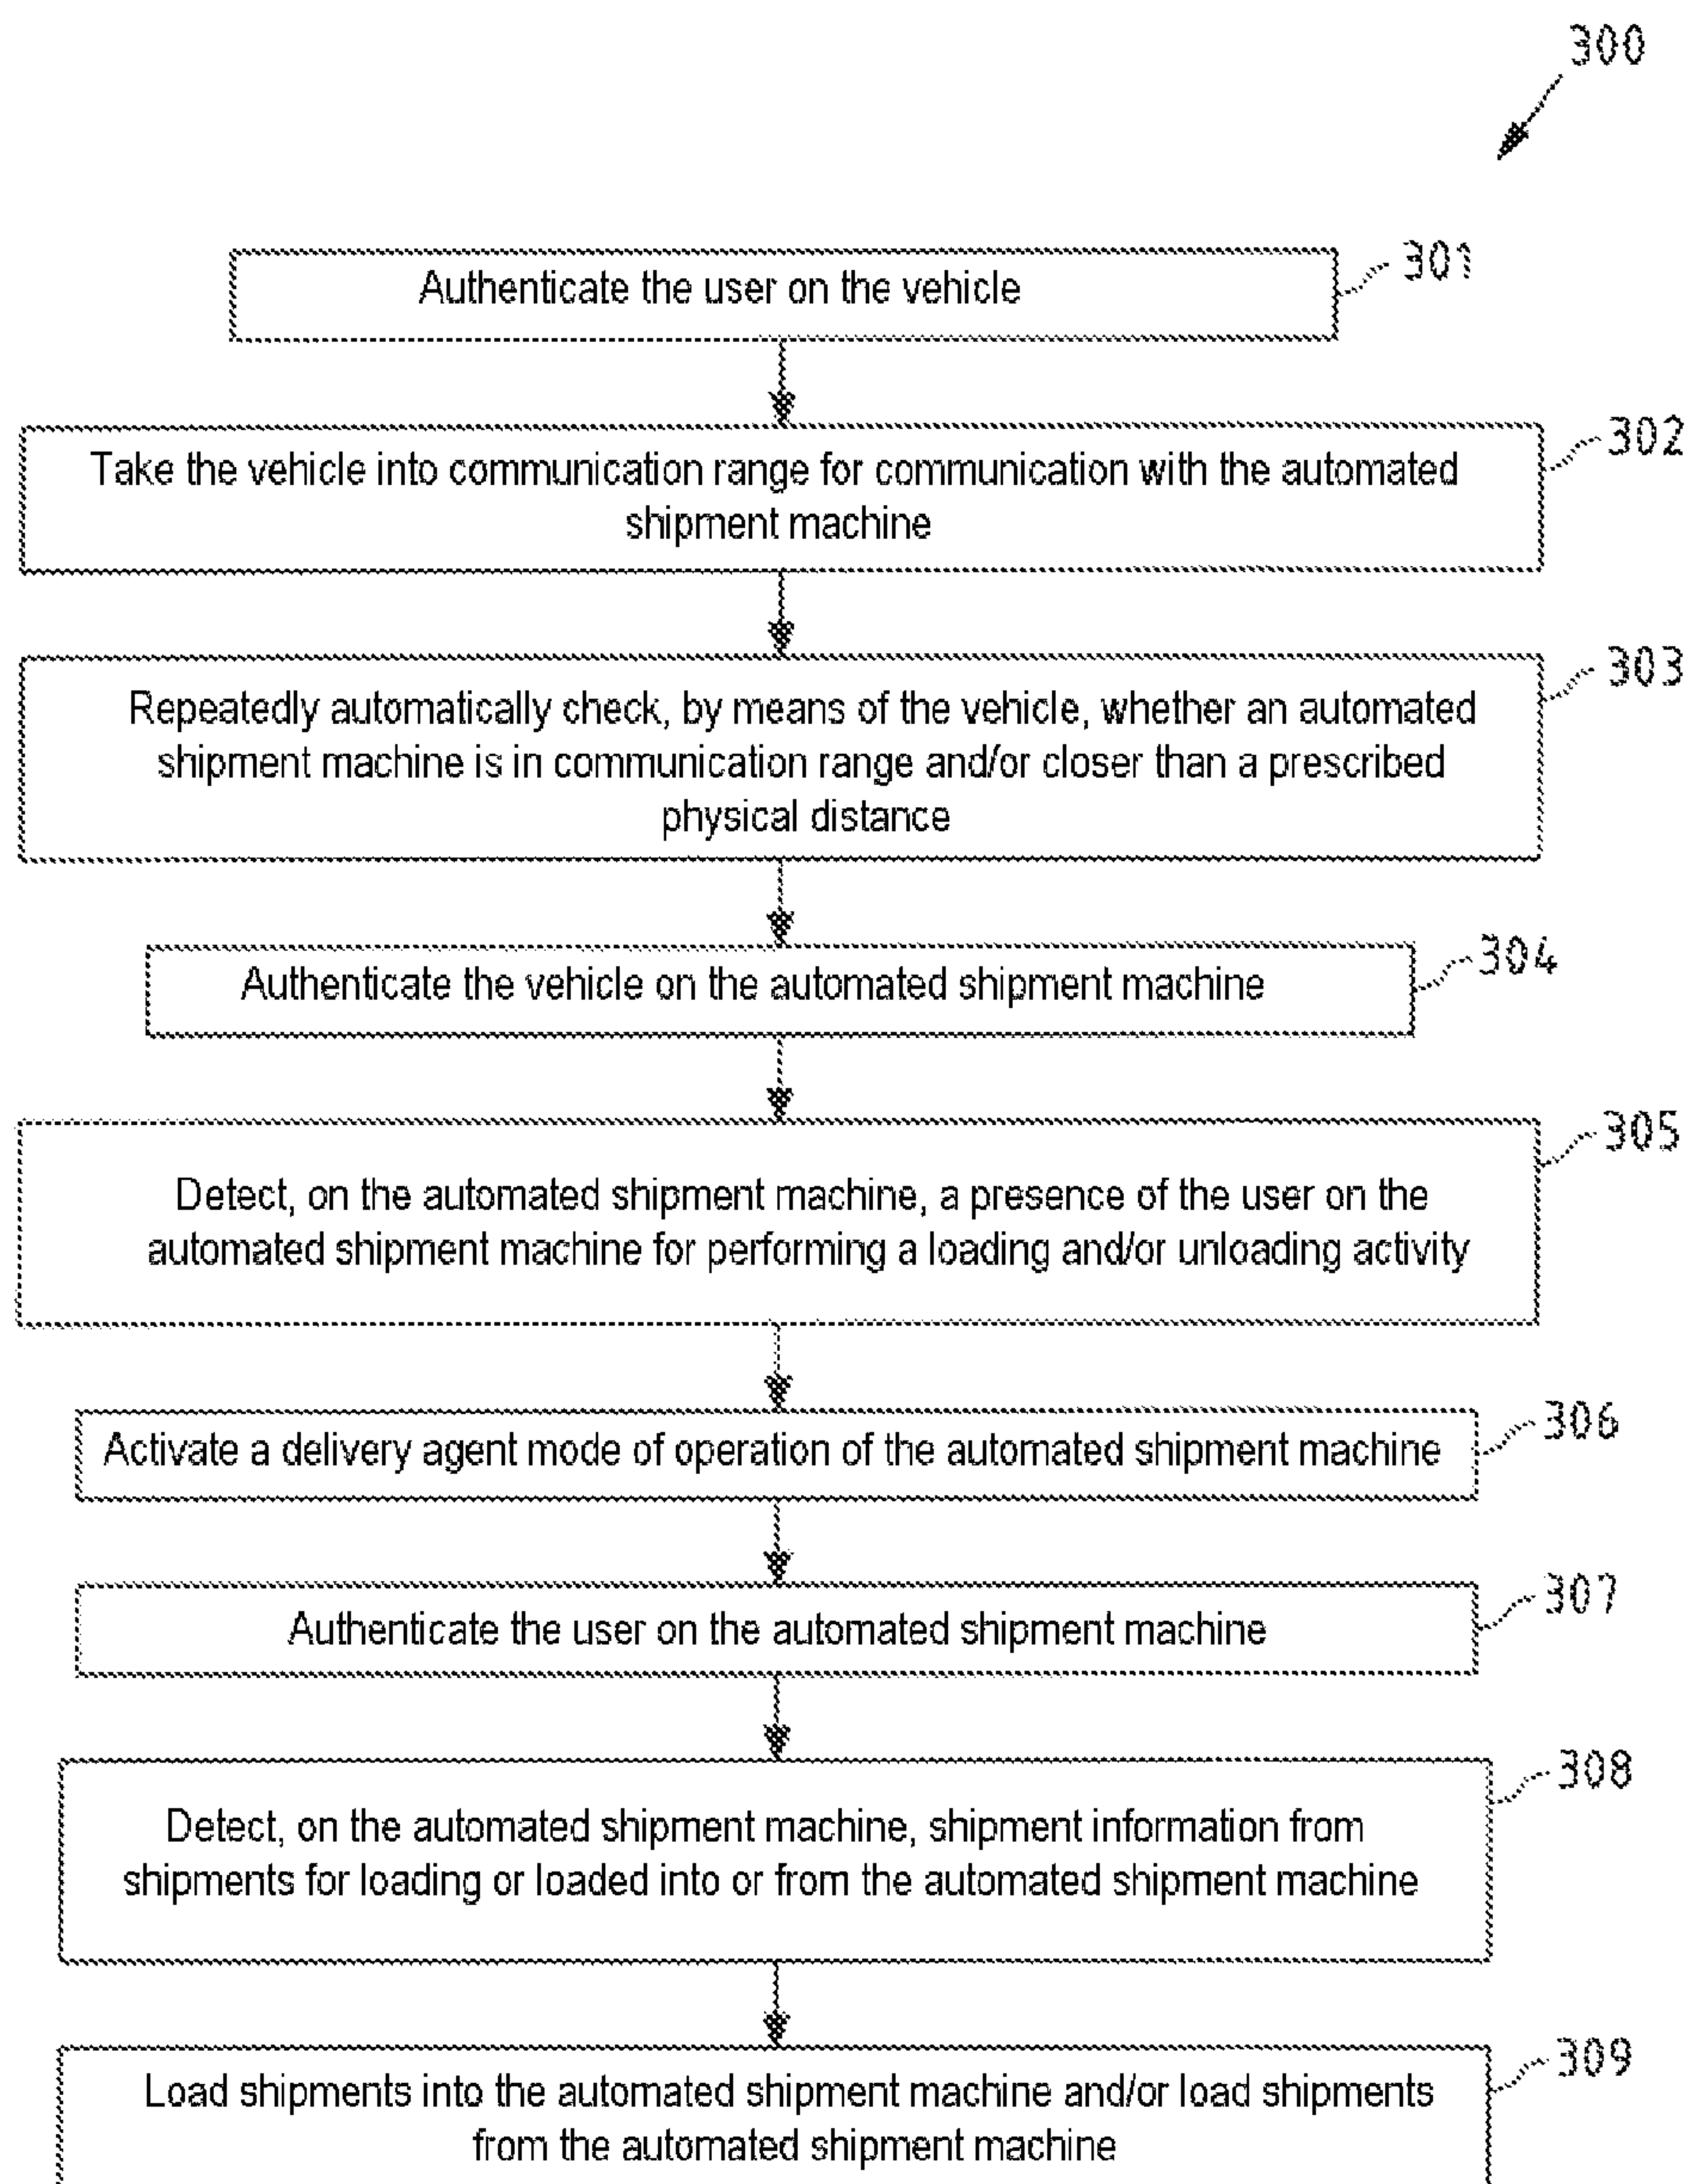 300
301
Authenticate the user on the vehicle
302
Take the vehicle into communication range for communication with the automated
shipment machine
303
Repeatedly automatically check, by means of the vehicle, whether an automated
shipment machine is in communication range and/or closer than a prescribed
physical distance
304
Authenticate the vehicle on the automated shipment machine
305
Detect, on the automated shipment machine, a presence of the user on the
automated shipment machine for performing a loading and/or unloading activity
306
Activate a delivery agent mode of operation of the automated shipment machine
307
Authenticate the user on the automated shipment machine
308
Detect, on the automated shipment machine, shipment information from
shipments for loading or loaded into or from the automated shipment machine
309
Load shipments into the automated shipment machine and/or load shipments
from the automated shipment machine